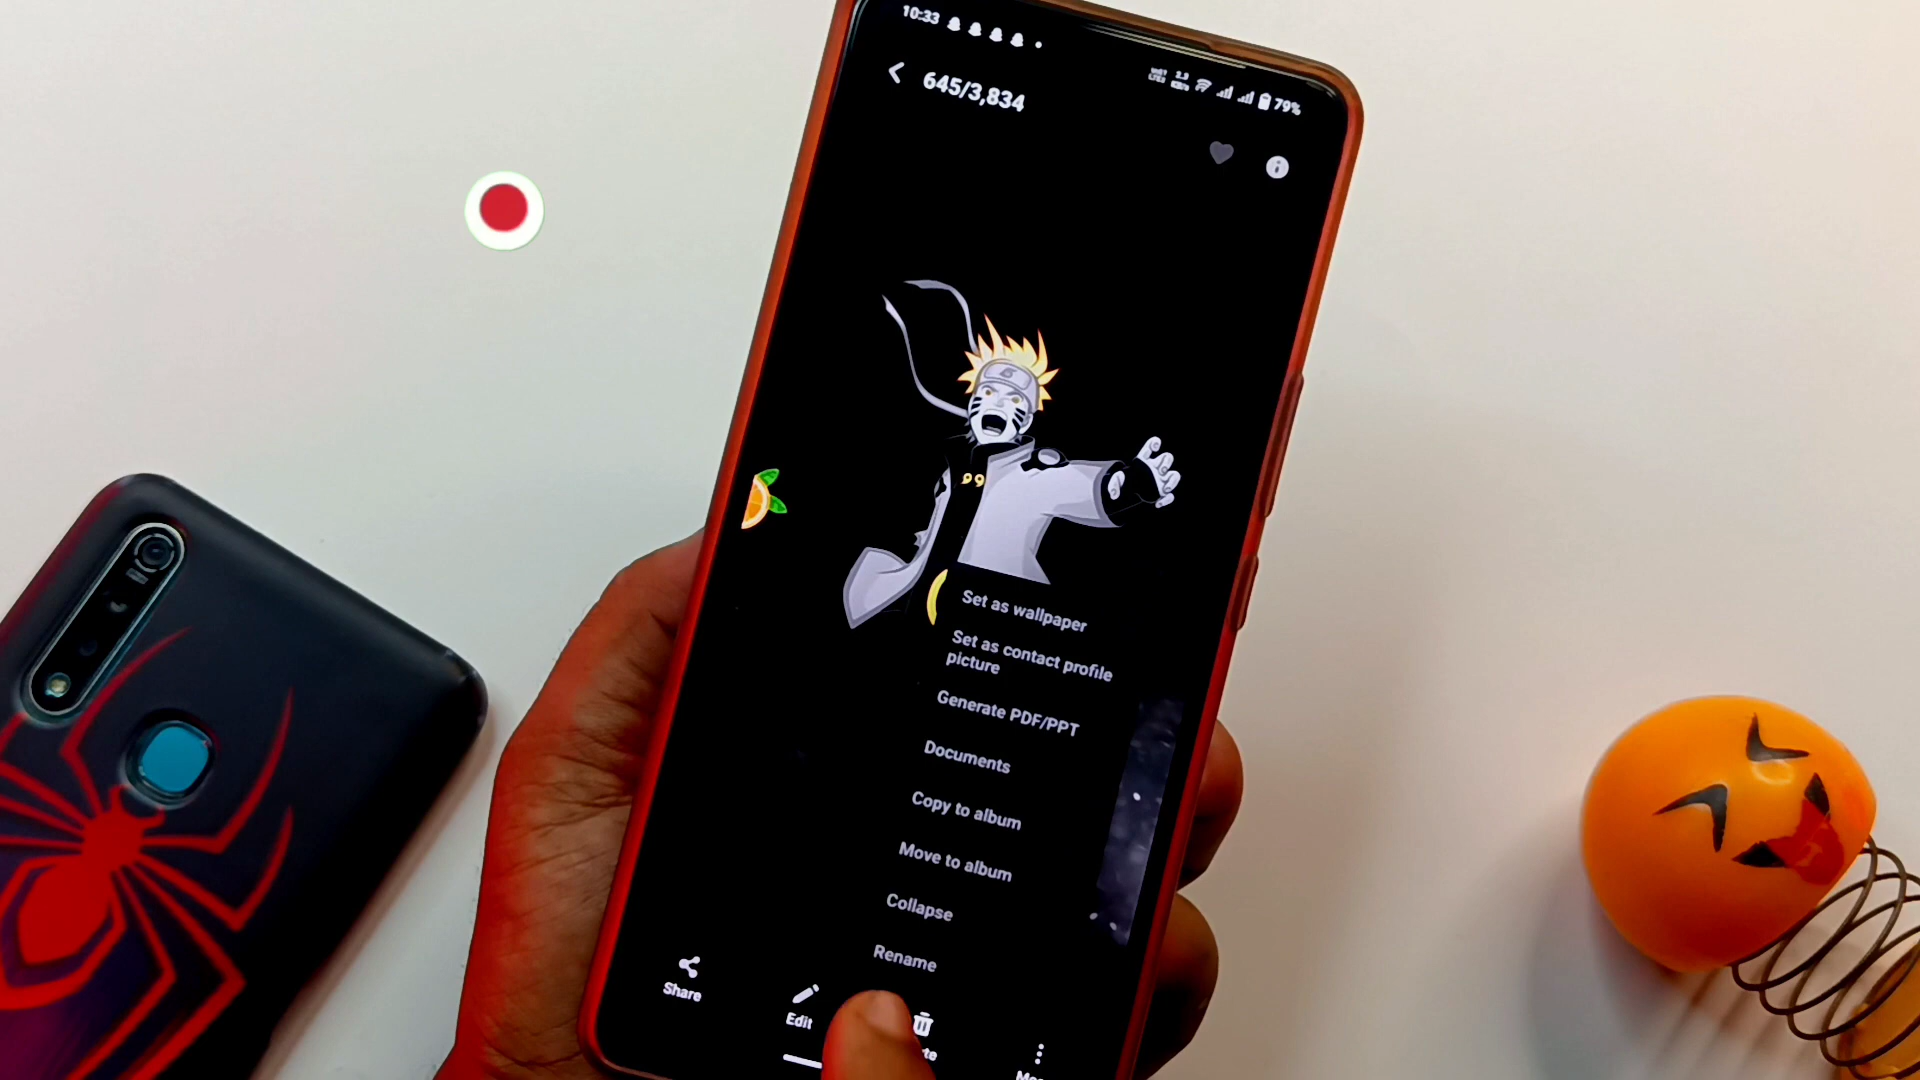 10:33
79%
645/3,834
Set as wallpaper
Set as contact profile
picture
Generate PDF/PPT
Documents
Copy to album
Move to album
Collapse
Rename
Share
Edit